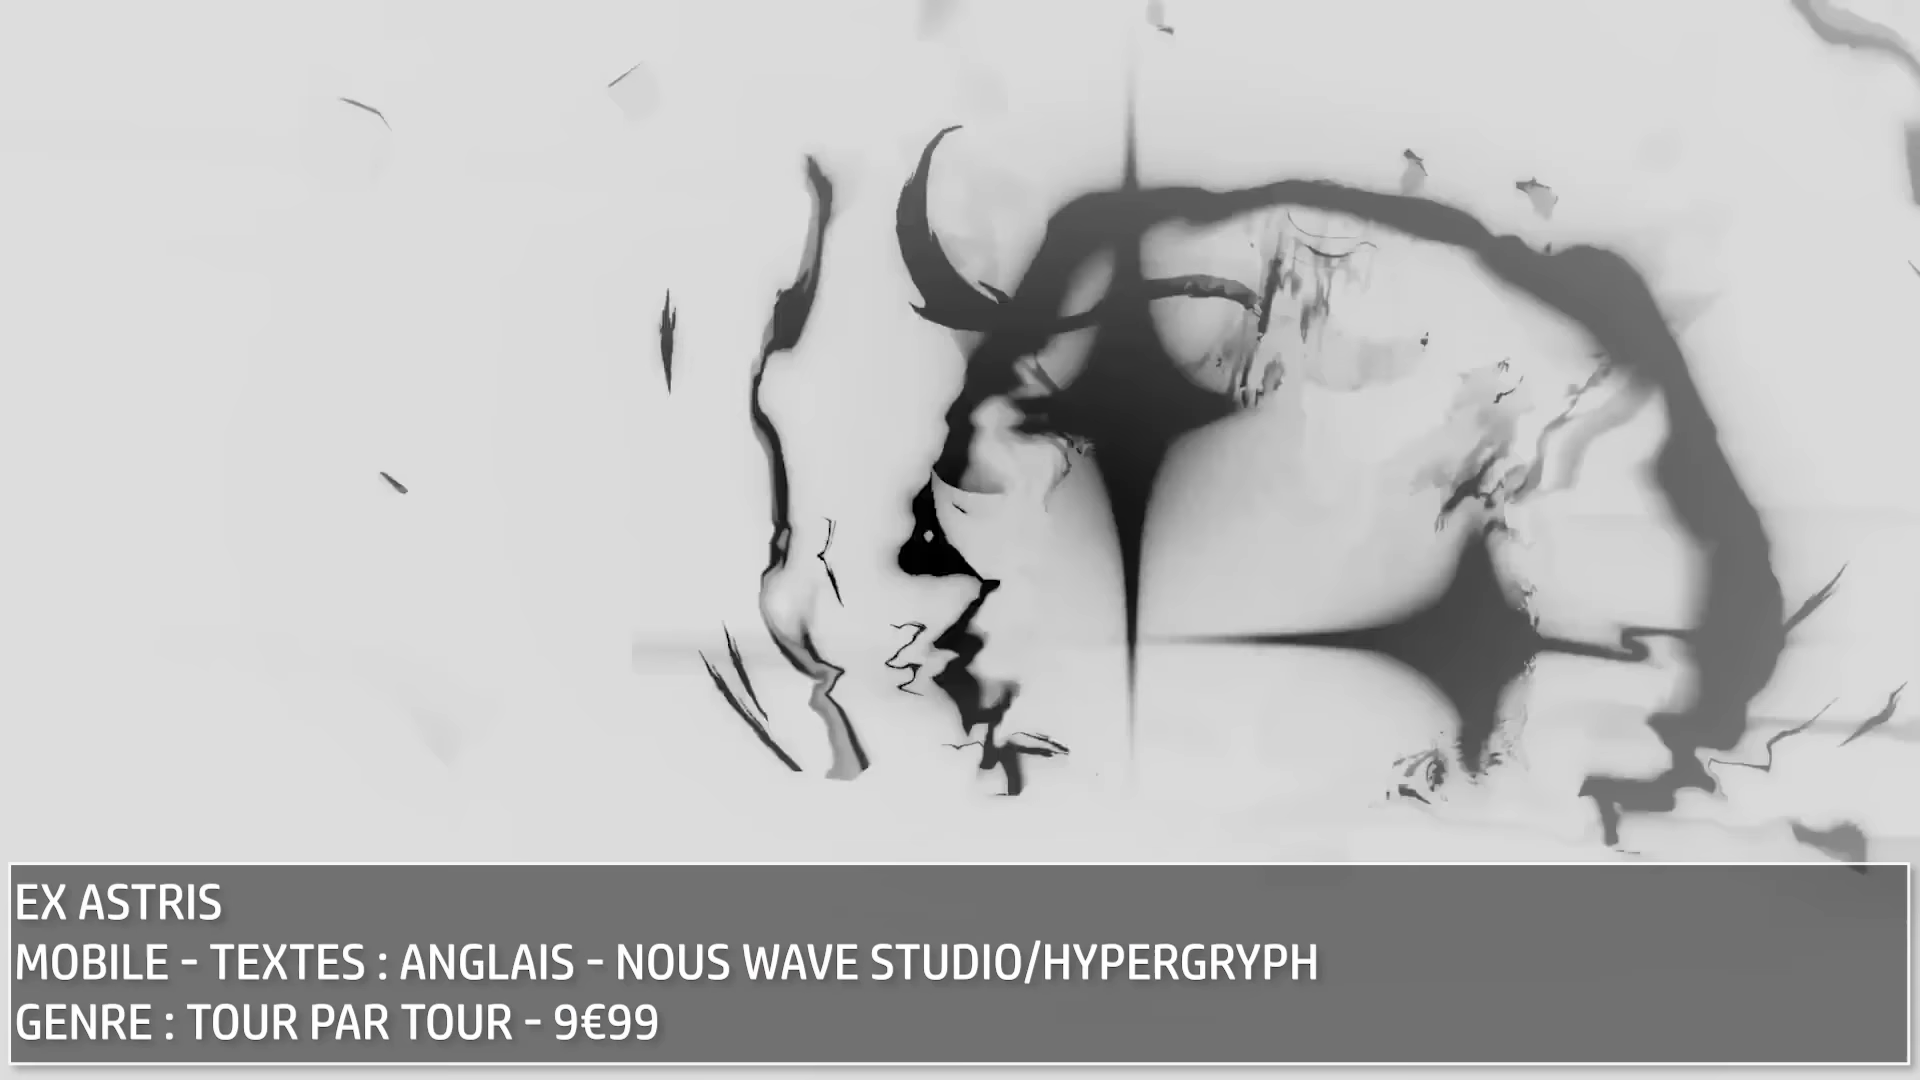 EX ASTRIS
MOBILE - TEXTES : ANGLAIS - NOUS WAVE STUDIO/HYPERGRYPH
GENRE : TOUR PAR TOUR - 9€99